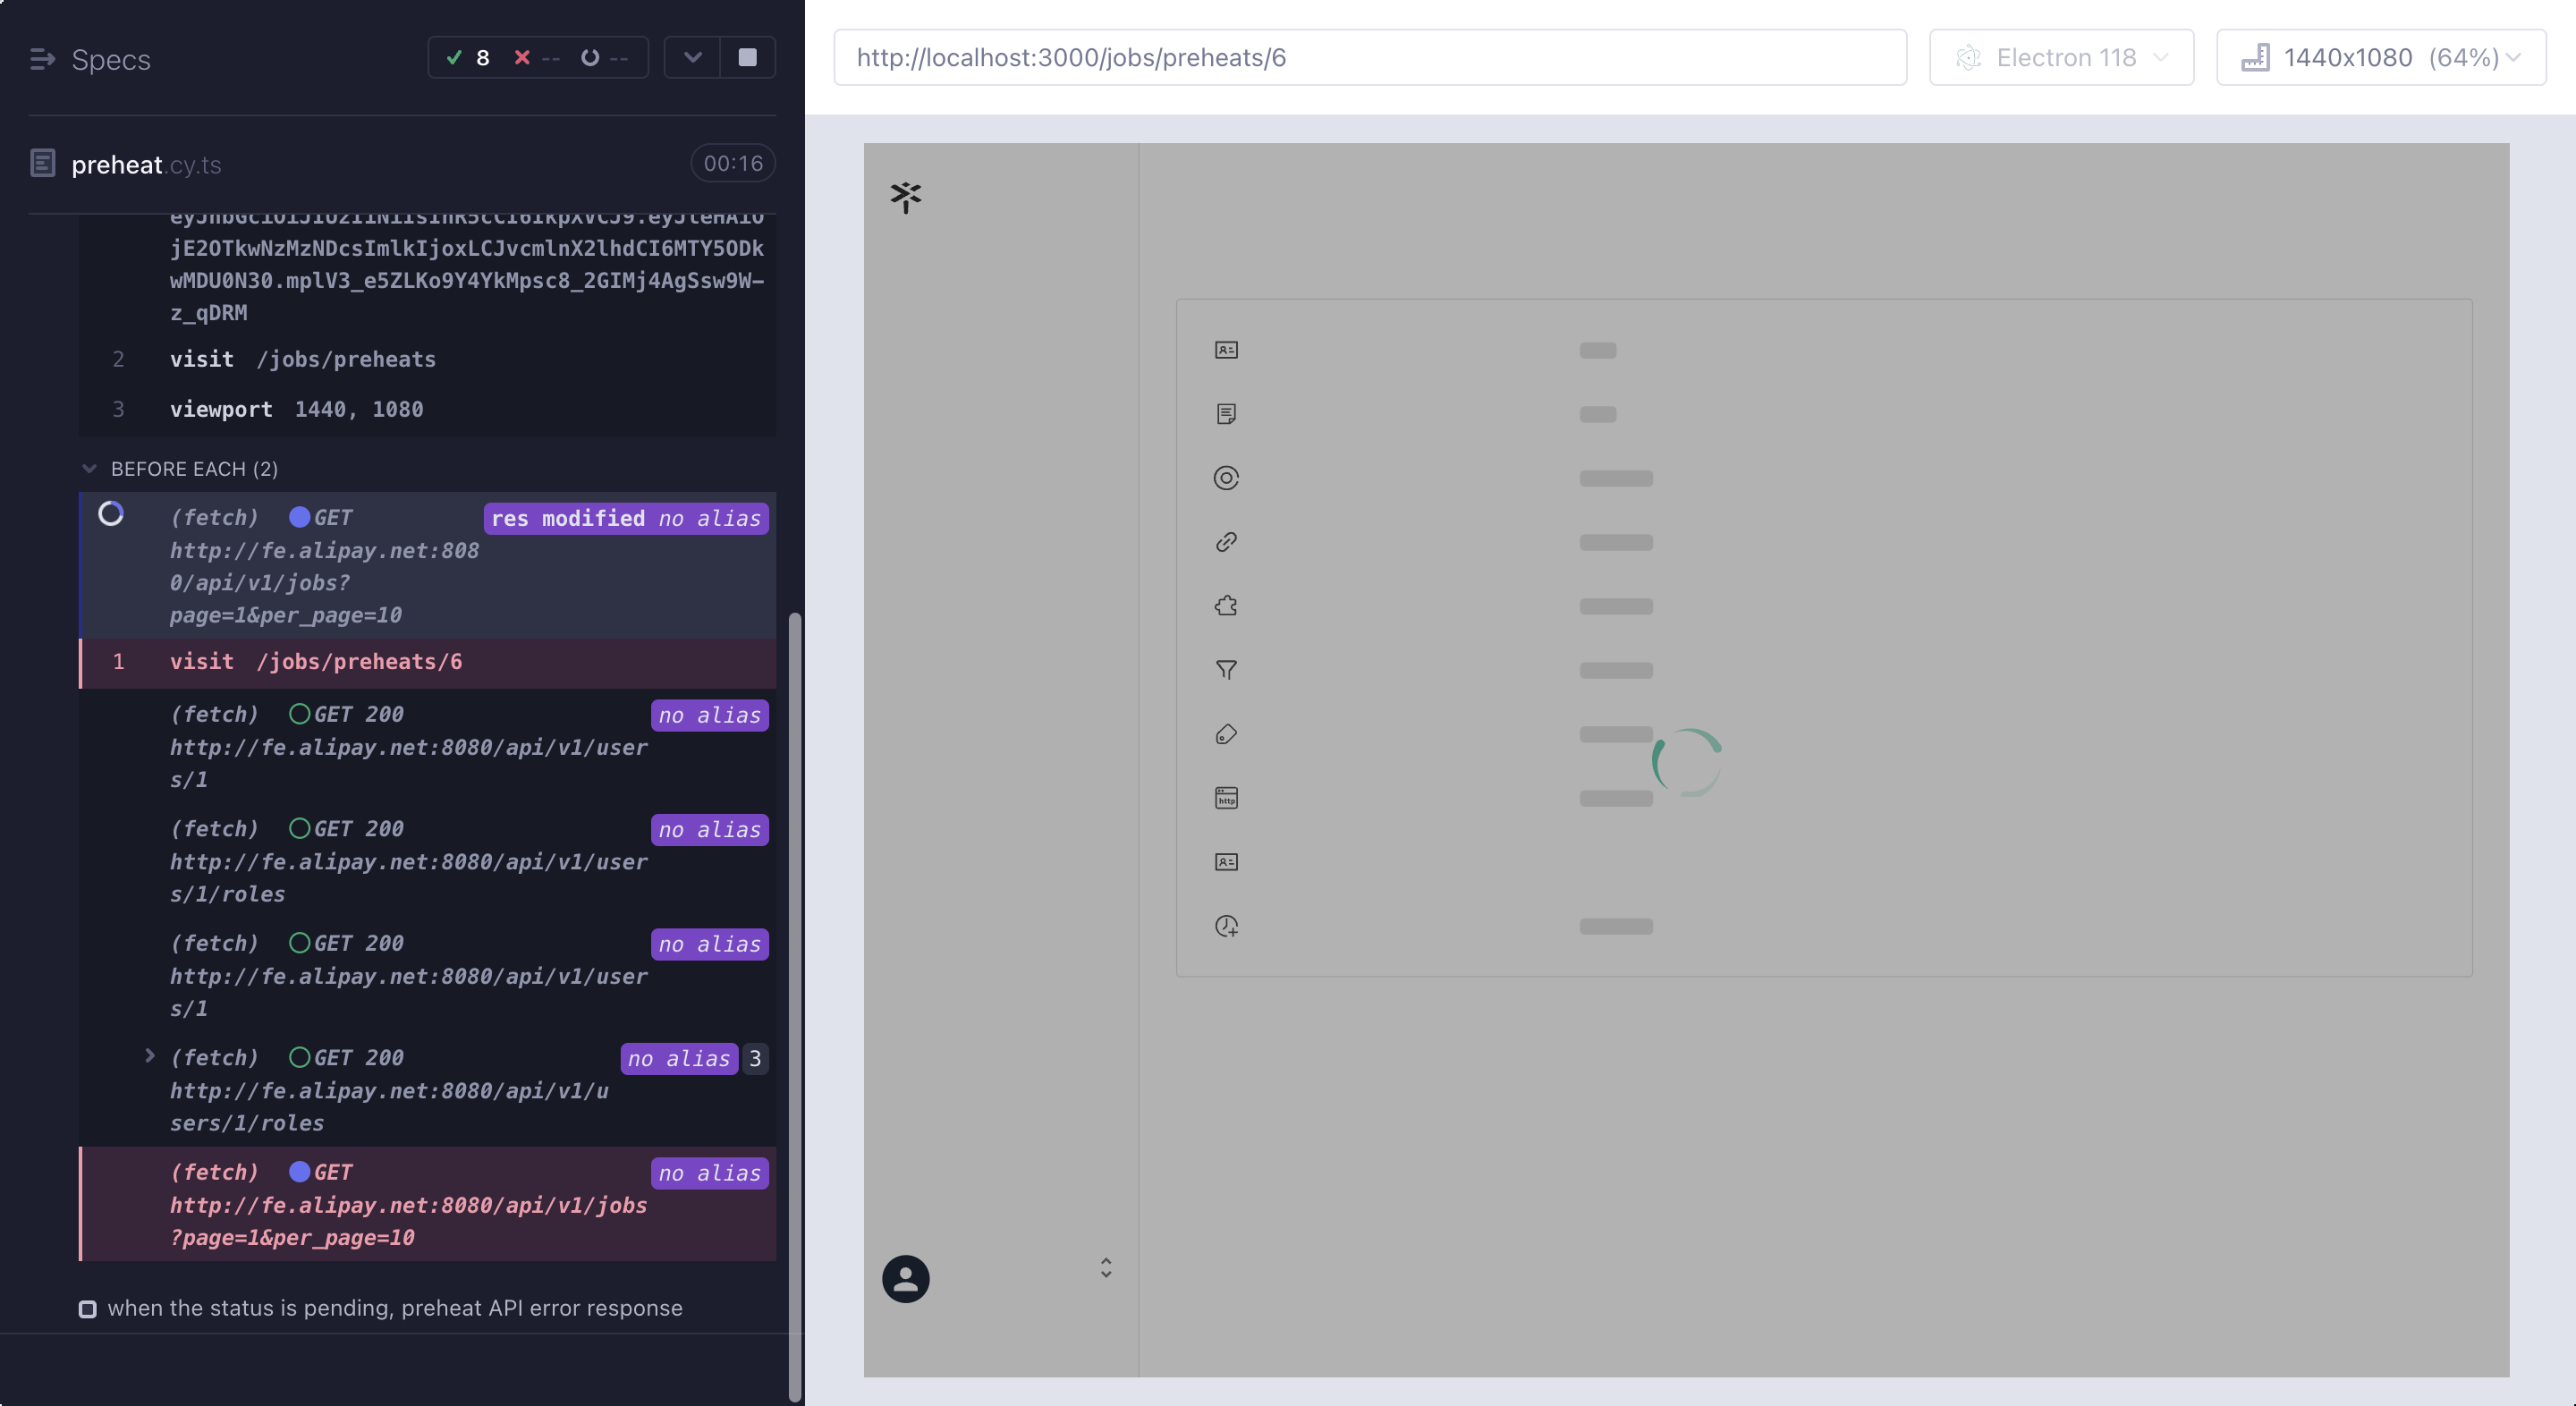 Specs
8 -- --
preheat.cy.ts 00:16
jE2OTkwNzMzNDcsImlkIjoxLCJvcmlnX2lhdCI6MTY5ODk
wMDU0N30.mplV3_e5ZLKo9Y4YkMpsc8_2GIMj4AgSsw9W-
z_qDRM
2 visit /jobs/preheats
3 viewport 1440, 1080
BEFORE EACH (2)
(fetch) GET res modified no alias
http://fe.alipay.net:808
0/api/v1/jobs?
page=1&per_page=10
1 visit /jobs/preheats/6
(fetch) GET 200 no alias
http://fe.alipay.net:8080/api/v1/user
s/1
(fetch) GET 200 no alias
http://fe.alipay.net:8080/api/v1/user
s/1/roles
(fetch) GET 200 no alias
http://fe.alipay.net:8080/api/v1/user
s/1
(fetch) GET 200 no alias 3
http://fe.alipay.net:8080/api/v1/u
sers/1/roles
(fetch) GET no alias
http://fe.alipay.net:8080/api/v1/jobs
?page=1&per_page=10
when the status is pending, preheat API error response
http://localhost:3000/jobs/preheats/6
Electron 118
1440x1080 (64%)
http